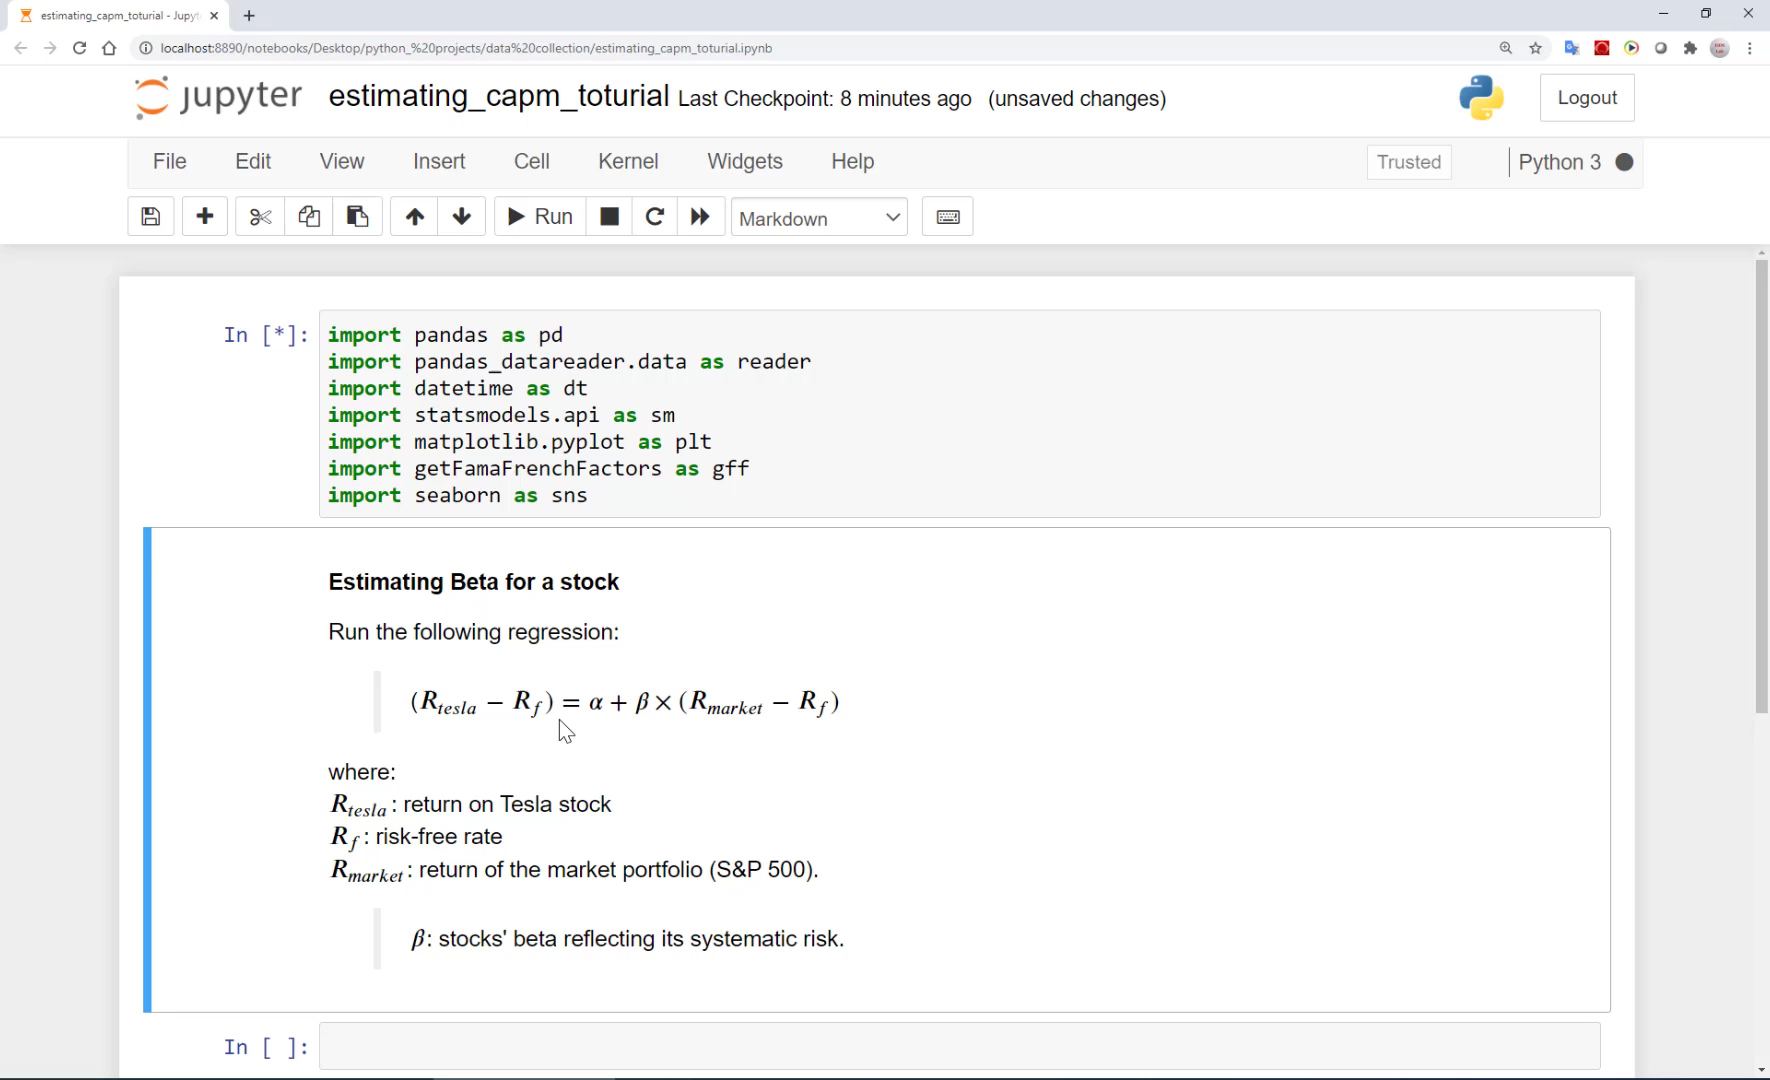 estimating_capm_toturial - Jupyt
localhost:8890/notebooks/Desktop/python_%20projects/data%20collection/estimating_capm_toturial.ipynb
jupyter estimating_capm_toturial Last Checkpoint: 8 minutes ago (unsaved changes) Logout
File Edit View Insert Cell Kernel Widgets Help Trusted Python 3
Run Markdown
In [*]: import pandas as pd
import pandas_datareader.data as reader
import datetime as dt
import statsmodels.api as sm
import matplotlib.pyplot as plt
import getFamaFrenchFactors as gff
import seaborn as sns
Estimating Beta for a stock
Run the following regression:
(R_tesla − R_f) = α + β × (R_market − R_f)
where:
R_tesla : return on Tesla stock
R_f : risk-free rate
R_market : return of the market portfolio (S&P 500).
β: stocks' beta reflecting its systematic risk.
In [ ]: